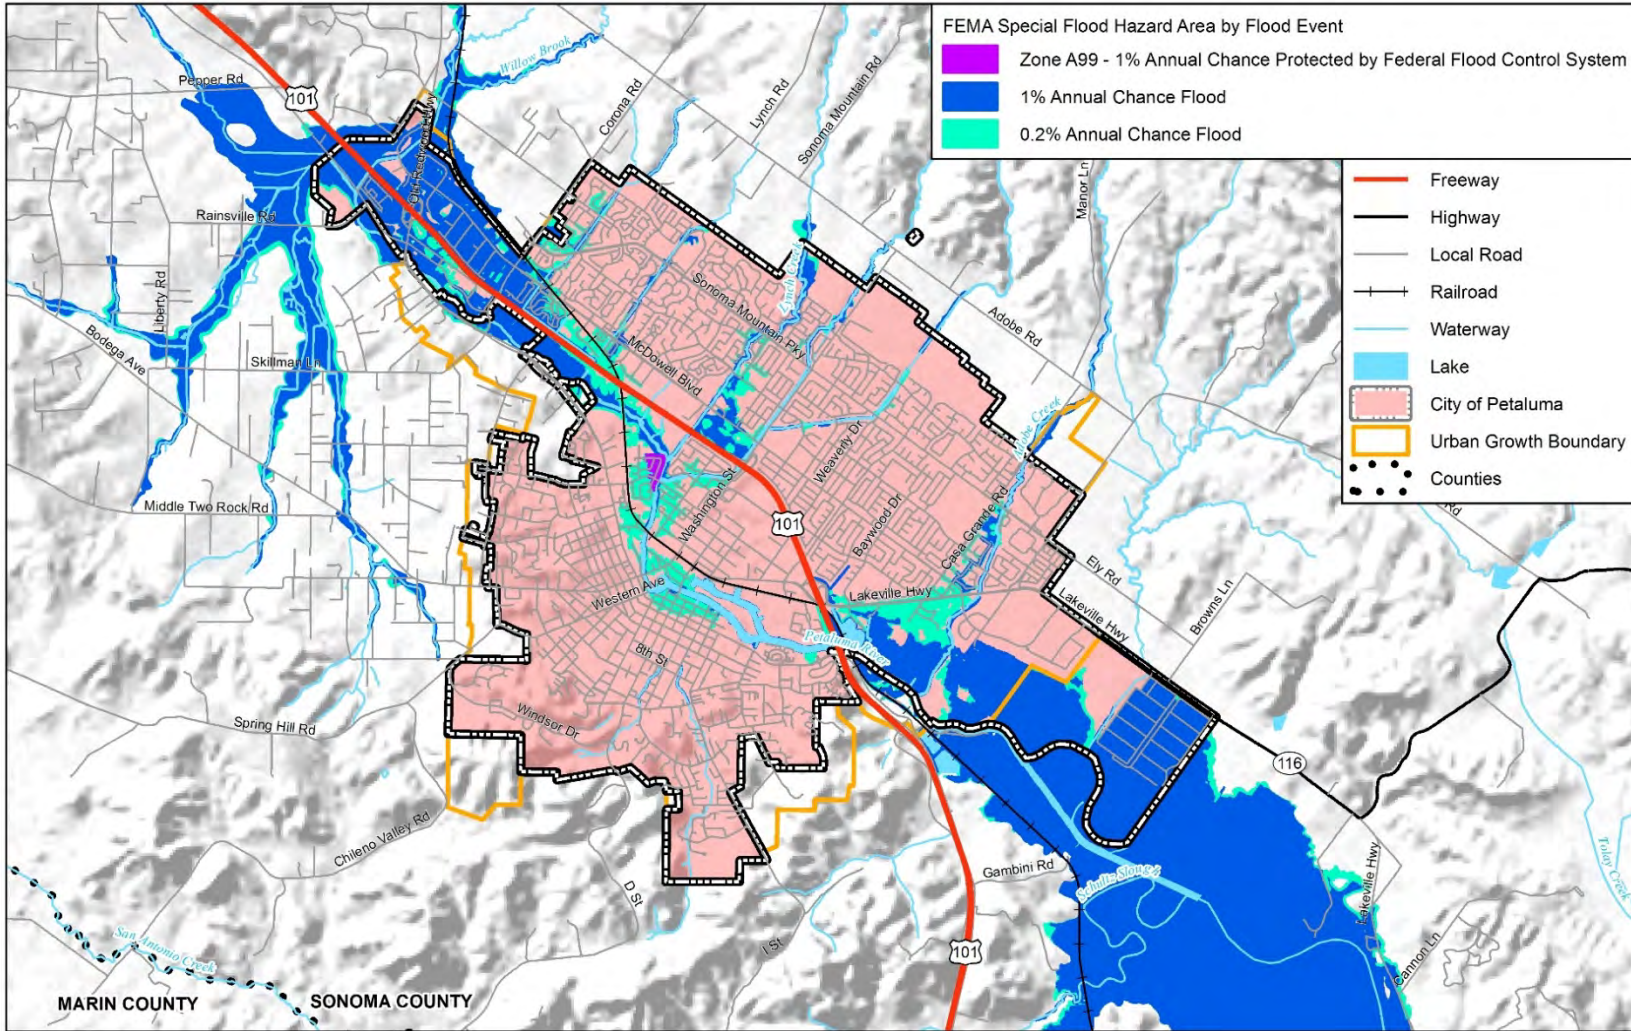 FEMA Special Flood Hazard Area by Flood Event
Zone A99 - 1% Annual Chance Protected by Federal Flood Control System
1% Annual Chance Flood
0.2% Annual Chance Flood
Freeway
Highway
Local Road
Railroad
Waterway
Lake
City of Petaluma
Urban Growth Boundary
Counties
Willow Brook
Pepper Rd
101
Old Redwood Hwy
Corona Rd
Lynch Rd
Sonoma Mountain Rd
Manor Ln
Rainsville Rd
Liberty Rd
Lynch Creek
Sonoma Mountain Pky
Adobe Rd
Bodega Ave
Skillman Ln
McDowell Blvd
Adobe Creek
Weaverly Dr
Washington St
Middle Two Rock Rd
101
Baywood Dr
Casa Grande Rd
Rd
Ely Rd
Western Ave
Lakeville Hwy
Lakeville Hwy
Browns Ln
Petaluma River
8th St
Windsor Dr
Spring Hill Rd
116
Chileno Valley Rd
D St
Gambini Rd
Schultz Slough
Lakeville Hwy
Tolay Creek
I St
101
Cannon Ln
San Antonio Creek
MARIN COUNTY
SONOMA COUNTY